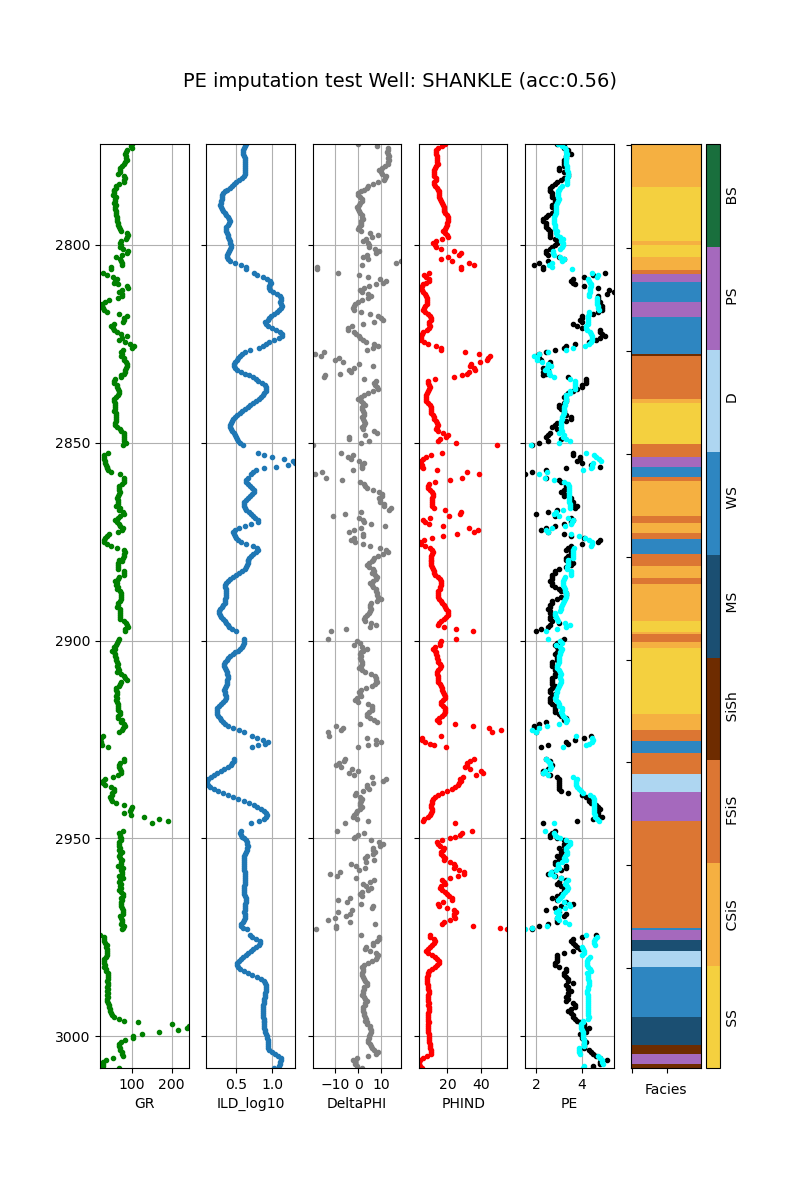 PE imputation test Well: SHANKLE (acc:0.56)
2800
2850
2900
2950
3000
100 200
GR
0.5 1.0
ILD_log10
−10 0 10
DeltaPHI
20 40
PHIND
2 4
PE
Facies
BS
PS
D
WS
MS
SiSh
FSiS
CSiS
SS